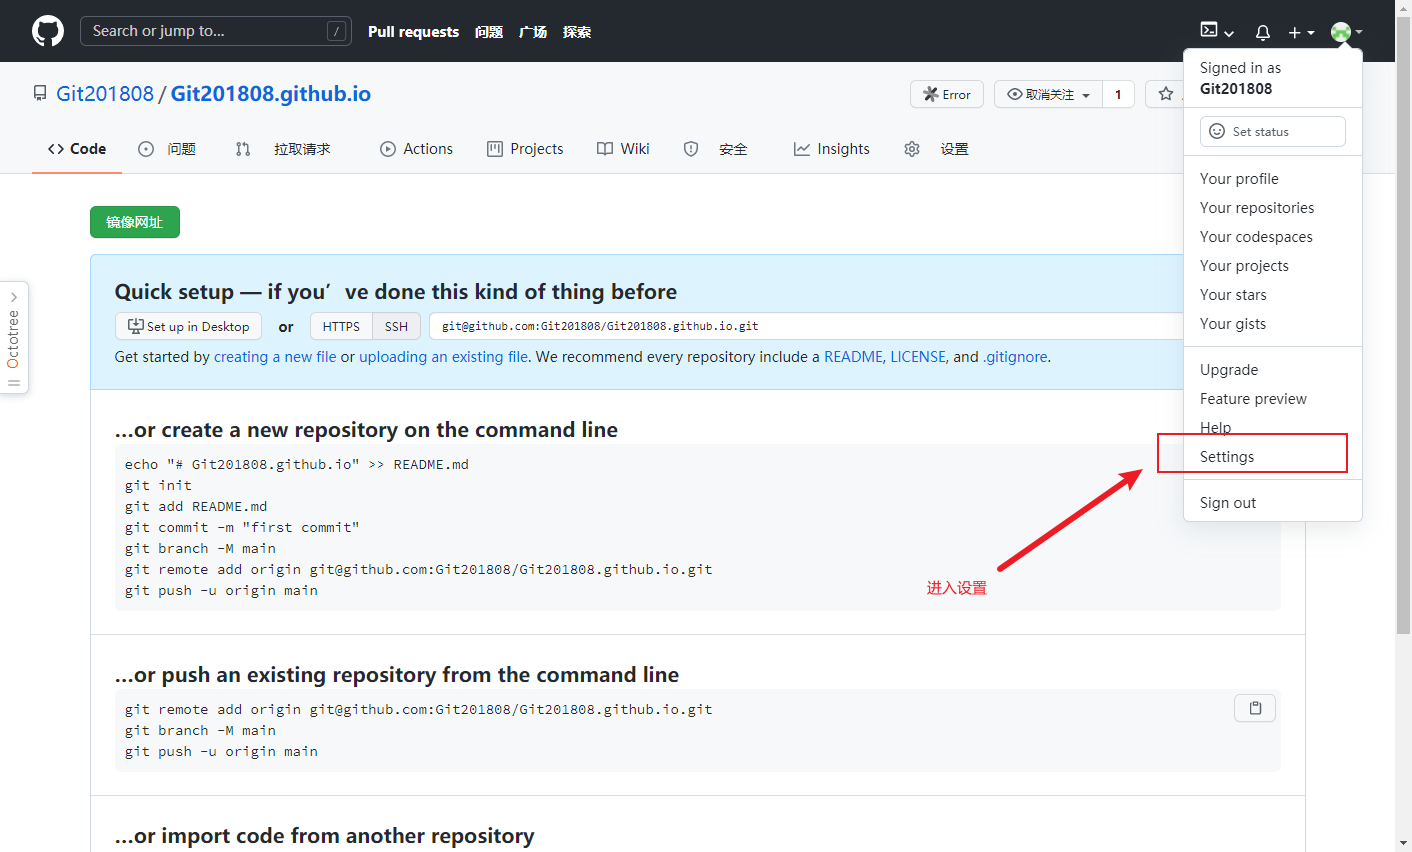 Search or jump to... /
Pull requests 问题 广场 探索
Git201808 / Git201808.github.io
Error
取消关注 1
Signed in as
Git201808
Set status
Your profile
Your repositories
Your codespaces
Your projects
Your stars
Your gists
Upgrade
Feature preview
Help
Settings
Sign out
Code 问题 拉取请求 Actions Projects Wiki 安全 Insights 设置
镜像网址
Octotree
Quick setup — if you’ve done this kind of thing before
Set up in Desktop or HTTPS SSH git@github.com:Git201808/Git201808.github.io.git
Get started by creating a new file or uploading an existing file. We recommend every repository include a README, LICENSE, and .gitignore.
...or create a new repository on the command line
echo "# Git201808.github.io" >> README.md
git init
git add README.md
git commit -m "first commit"
git branch -M main
git remote add origin git@github.com:Git201808/Git201808.github.io.git
git push -u origin main
进入设置
...or push an existing repository from the command line
git remote add origin git@github.com:Git201808/Git201808.github.io.git
git branch -M main
git push -u origin main
...or import code from another repository